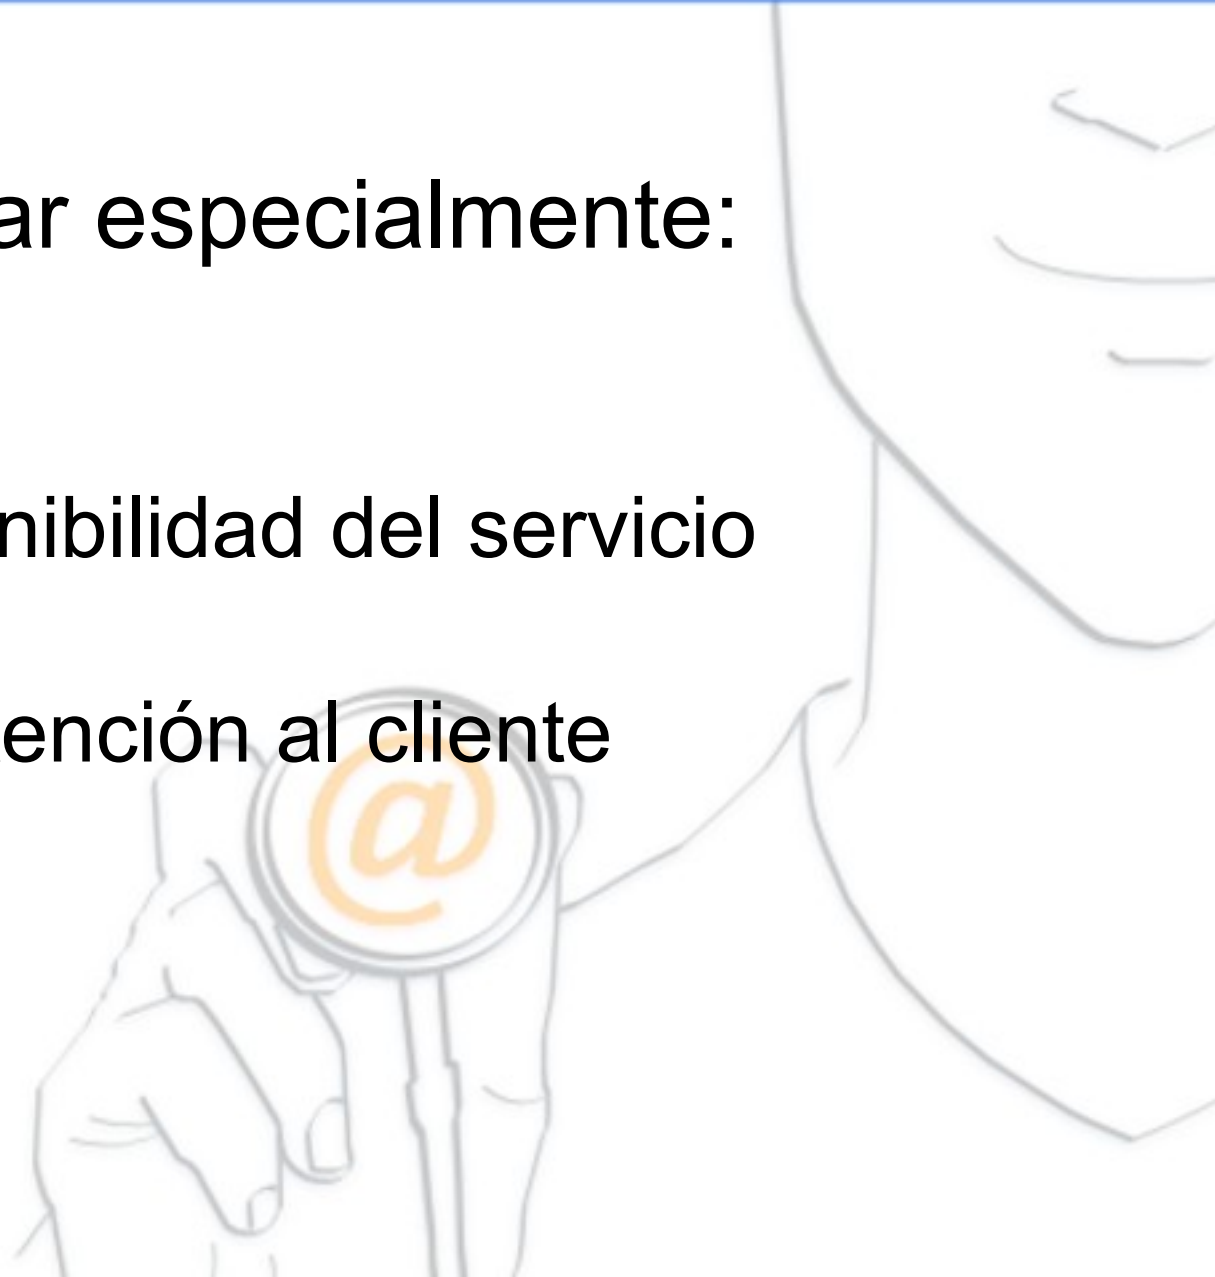 ar especialmente:
nibilidad del servicio
ención al cliente
@